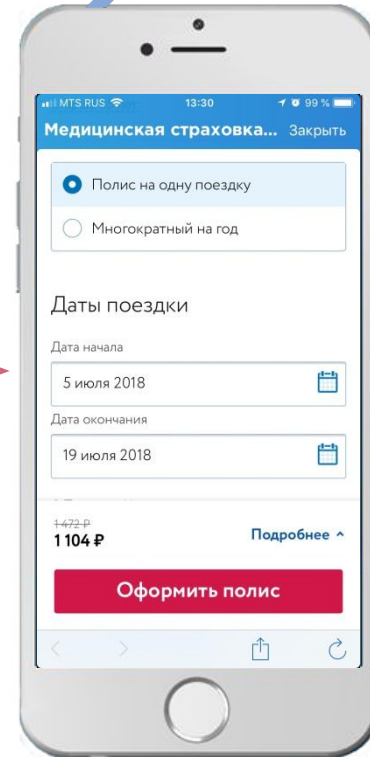 MTS RUS 13:30 99 %
Медицинская страховка... Закрыть
Полис на одну поездку
Многократный на год
Даты поездки
Дата начала
5 июля 2018
Дата окончания
19 июля 2018
1 472 ₽
1 104 ₽
Подробнее
Оформить полис